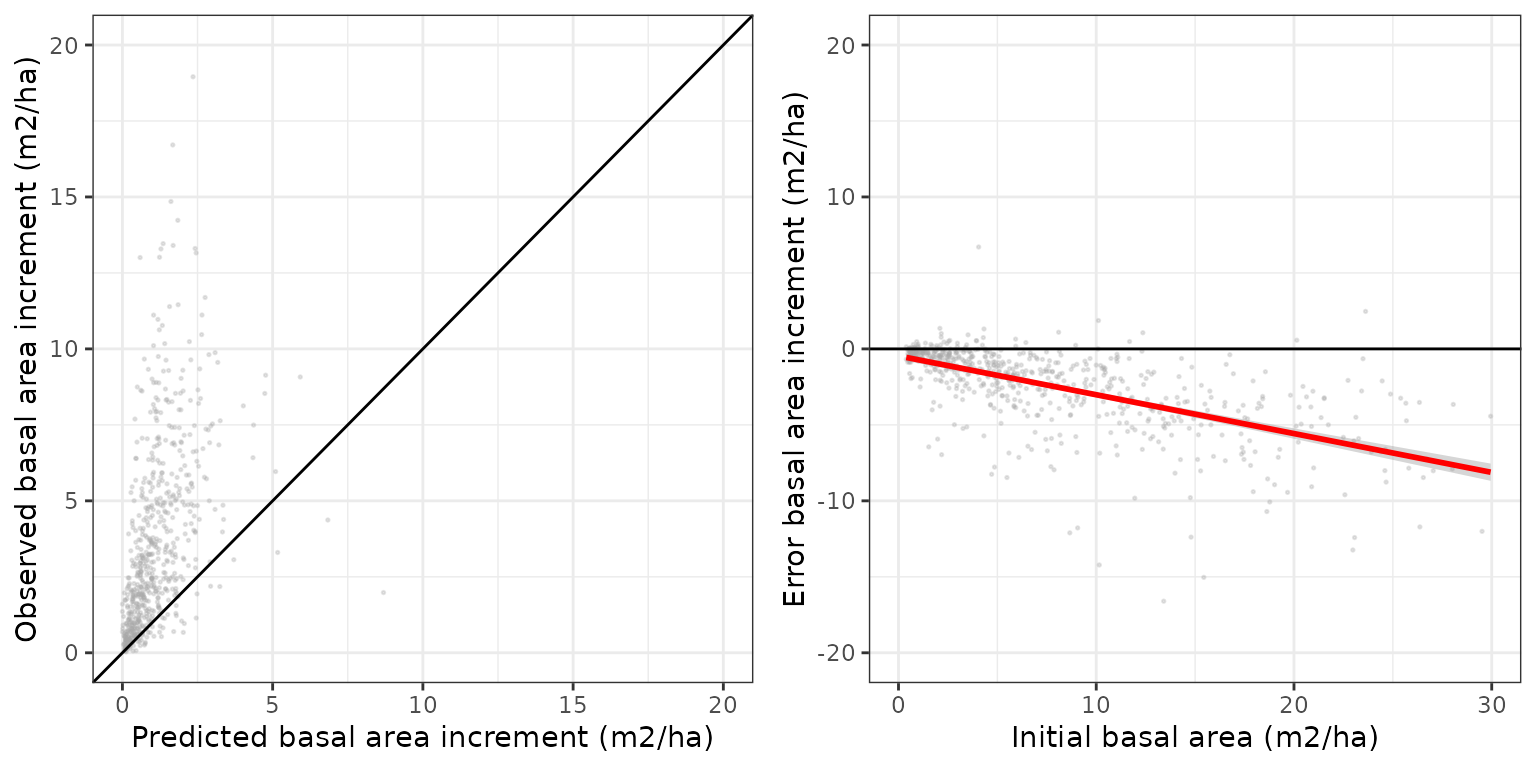 Observed basal area increment (m2/ha)
20
15
10
5
0
0 5 10 15 20
Predicted basal area increment (m2/ha)
Error basal area increment (m2/ha)
20
10
0
-10
-20
0 10 20 30
Initial basal area (m2/ha)